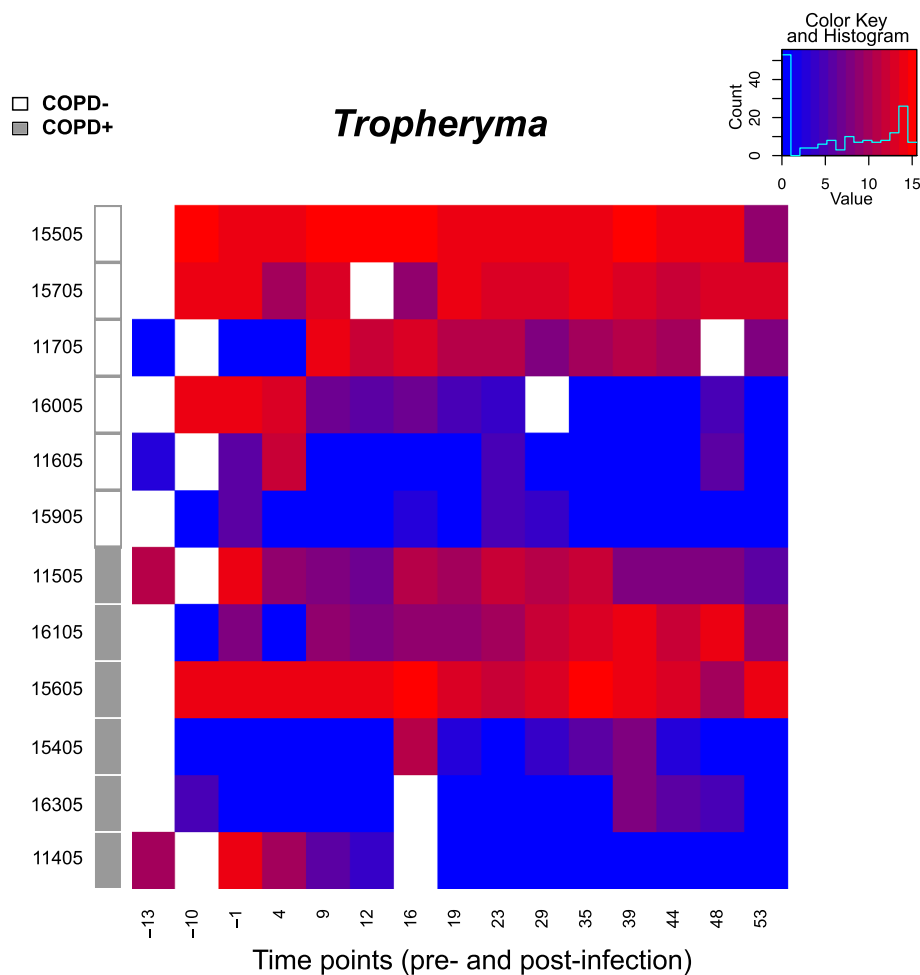 Color Key
and Histogram
Count
0 20 40
0 5 10 15
Value
COPD-
COPD+
Tropheryma
15505
15705
11705
16005
11605
15905
11505
16105
15605
15405
16305
11405
−13 −10 −1 4 9 12 16 19 23 29 35 39 44 48 53
Time points (pre- and post-infection)